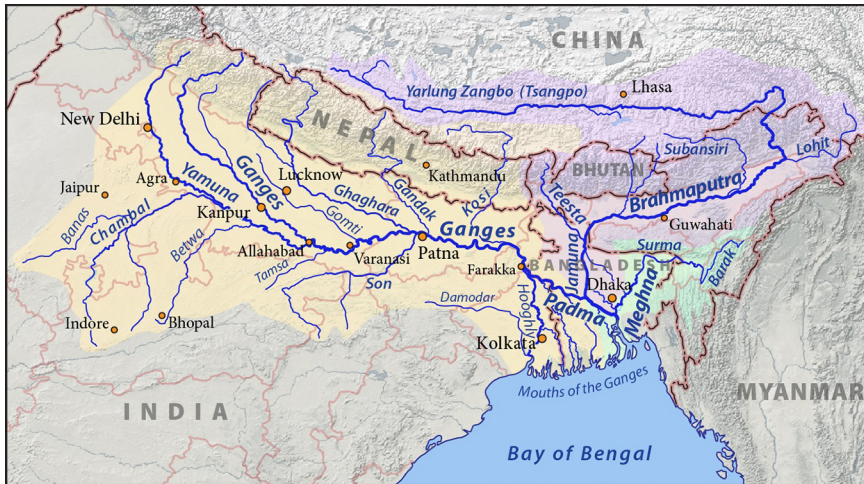 CHINA
Yarlung Zangbo (Tsangpo)
Lhasa
New Delhi
NEPAL
Subansiri
Lohit
BHUTAN
Kathmandu
Lucknow
Agra
Jaipur
Yamuna
Ganges
Ghaghara
Gandak
Kosi
Teesta
Brahmaputra
Banas
Chambal
Kanpur
Gomti
Guwahati
Betwa
Allahabad
Varanasi
Patna
Ganges
Surma
Barak
Tamsa
Son
Farakka
BANGLADESH
Jamuna
Meghna
Dhaka
Damodar
Hooghly
Padma
Indore
Bhopal
Kolkata
Mouths of the Ganges
MYANMAR
INDIA
Bay of Bengal